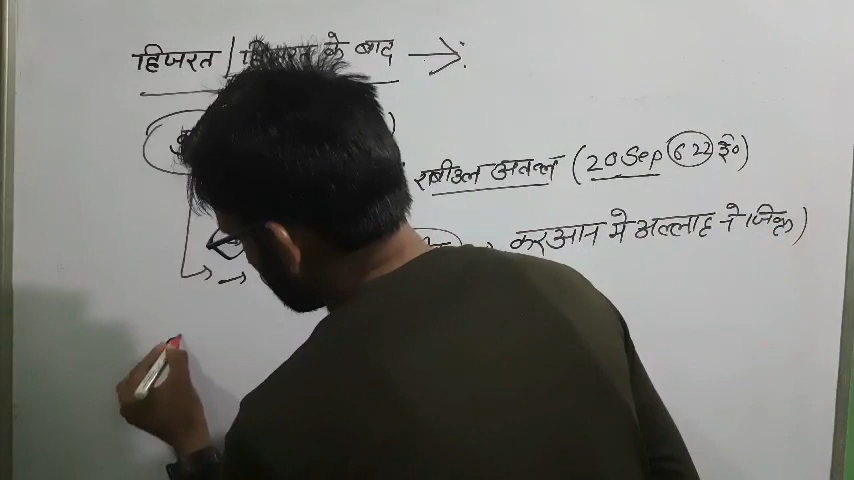 हिजरत / हिजरत के बाद →:
रबीउल अव्वल (20 Sep 622 ई०)
→ कुरआन मे अल्लाह ने जिक्र)